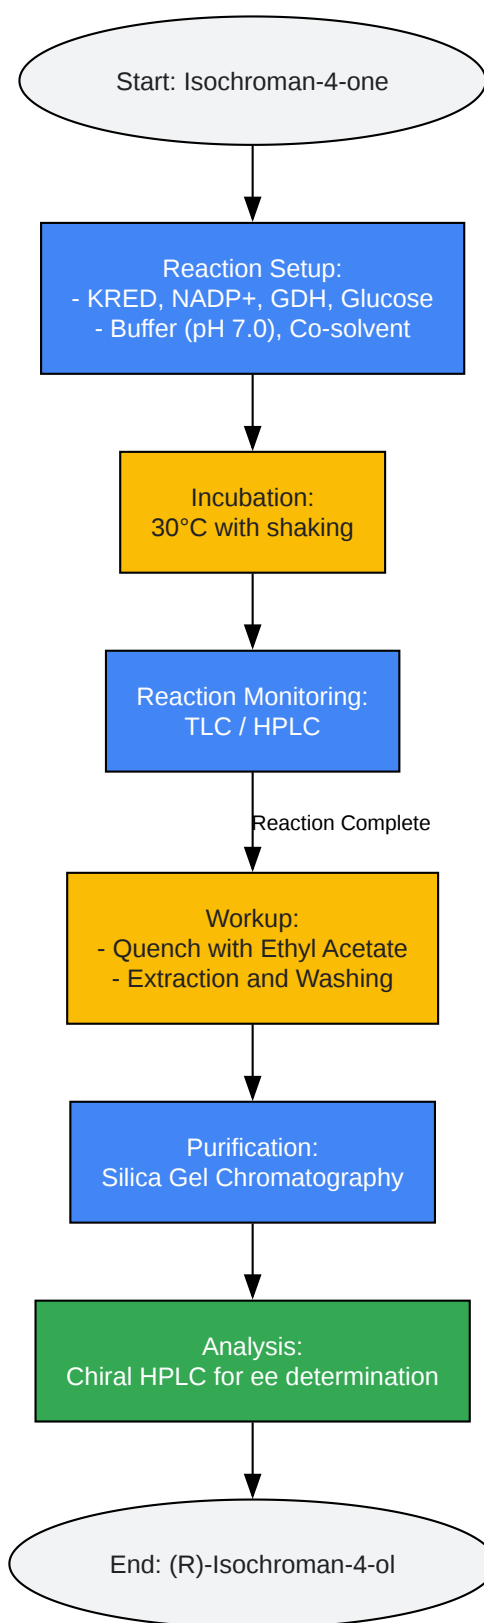 Start: Isochroman-4-one
Reaction Setup:
- KRED, NADP+, GDH, Glucose
- Buffer (pH 7.0), Co-solvent
Incubation:
30°C with shaking
Reaction Monitoring:
TLC / HPLC
Reaction Complete
Workup:
- Quench with Ethyl Acetate
- Extraction and Washing
Purification:
Silica Gel Chromatography
Analysis:
Chiral HPLC for ee determination
End: (R)-Isochroman-4-ol